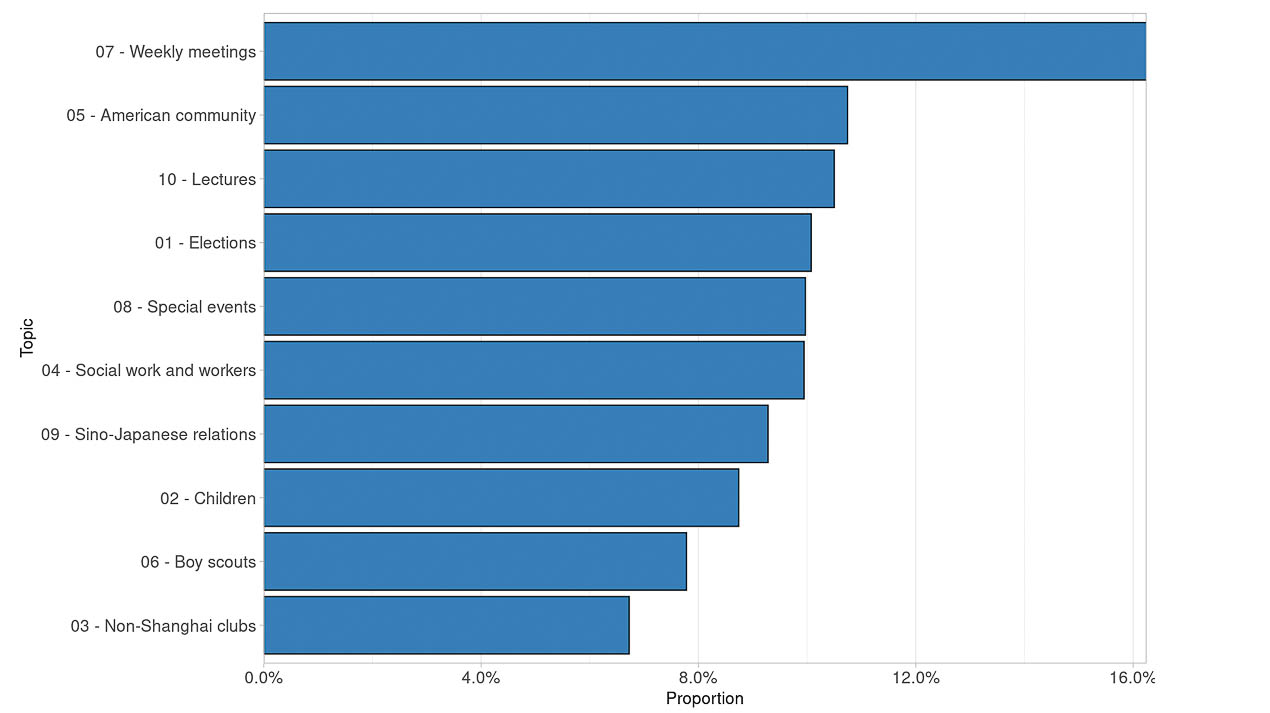 07 - Weekly meetings
05 - American community
10 - Lectures
01 - Elections
08 - Special events
04 - Social work and workers
09 - Sino-Japanese relations
02 - Children
06 - Boy scouts
03 - Non-Shanghai clubs
Topic
0.0% 4.0% 8.0% 12.0% 16.0%
Proportion